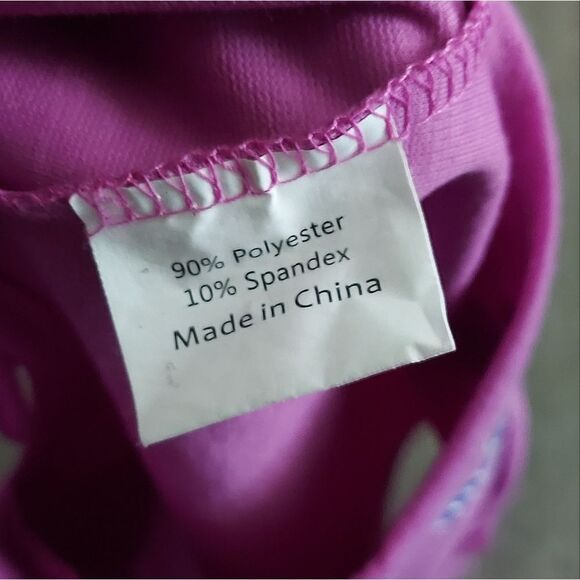 90% Polyester
10% Spandex
Made in China